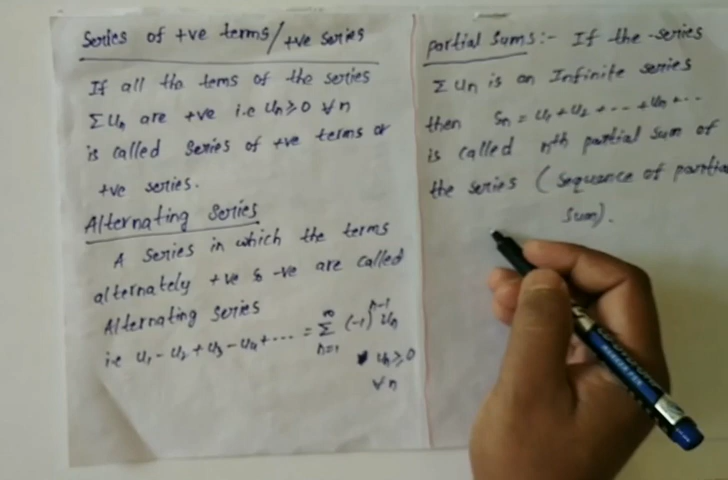 Series of +ve terms/+ve series
If all the tems of the series
Σ Un are +ve i.e Un ≥ 0 ∀ n
is called Series of +ve terms or
+ve series.
Alternating Series
A series in which the terms
alternately +ve & -ve are called
Alternating series
i.e U₁ - U₂ + U₃ - U₄ + ... = Σ_{n=1}^{∞} (-1)^{n-1} Un
Un ≥ 0
∀ n
partial Sums:- If the series
Σ Un is an Infinite series
then Sn = U₁ + U₂ + ... + Un + ...
is called nth partial sum of
the series (Sequence of partial
Sum).